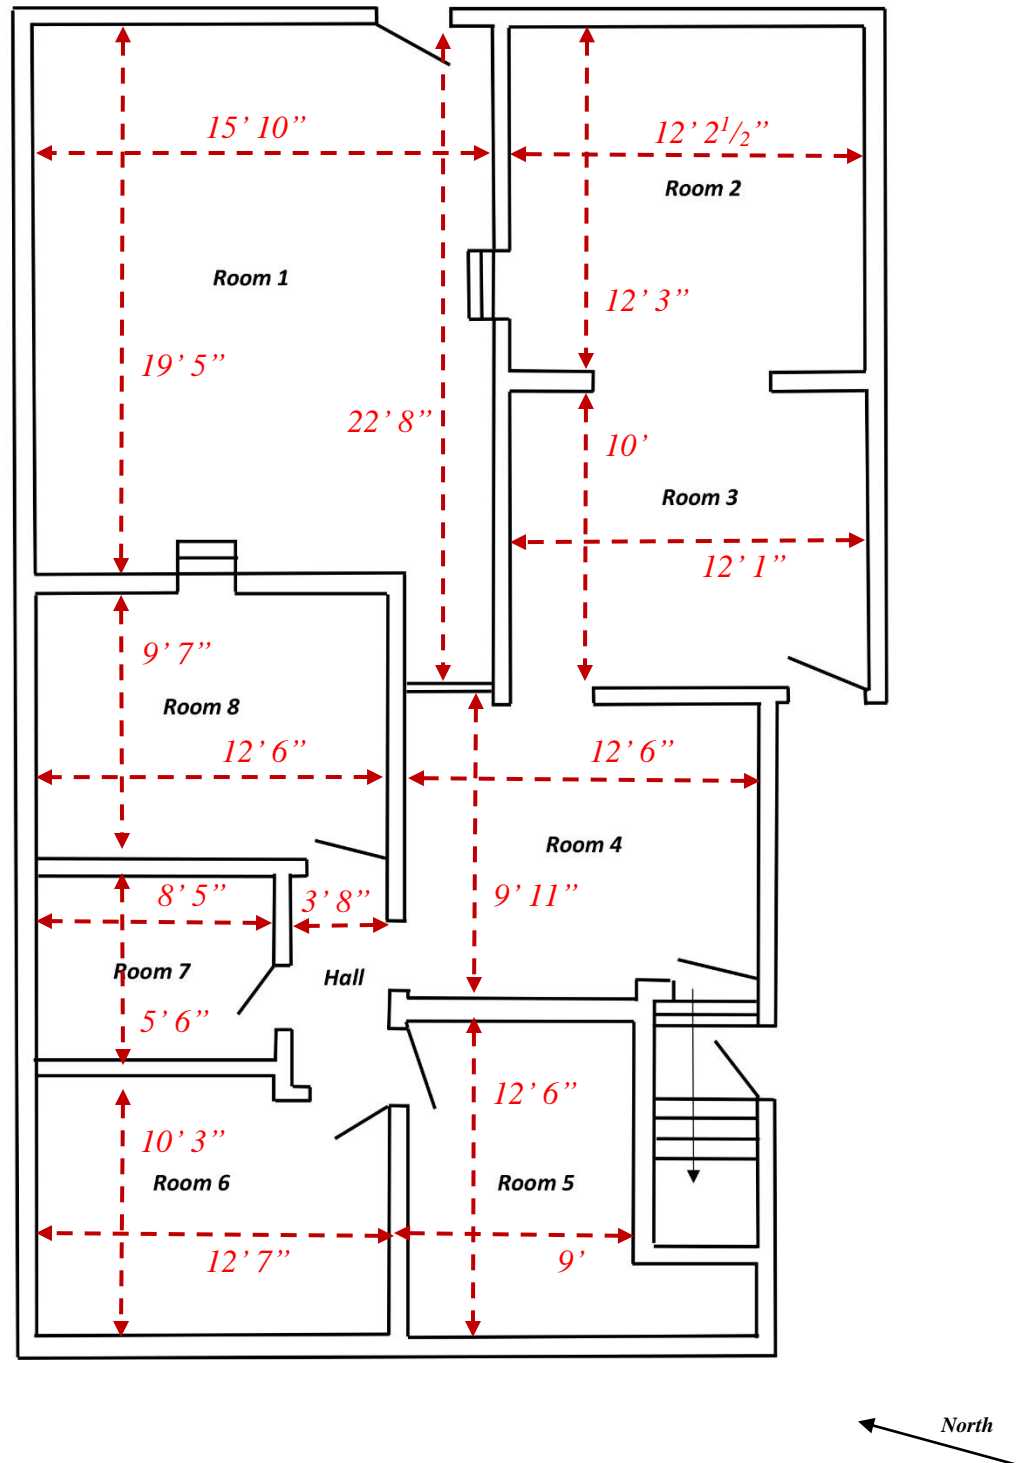 15’ 10”
12’ 2¹/₂”
Room 2
Room 1
12’ 3”
19’ 5”
22’ 8”
10’
Room 3
12’ 1”
9’ 7”
Room 8
12’ 6”
12’ 6”
Room 4
8’ 5”
3’ 8”
9’ 11”
Room 7
Hall
5’ 6”
12’ 6”
10’ 3”
Room 6
Room 5
12’ 7”
9’
North